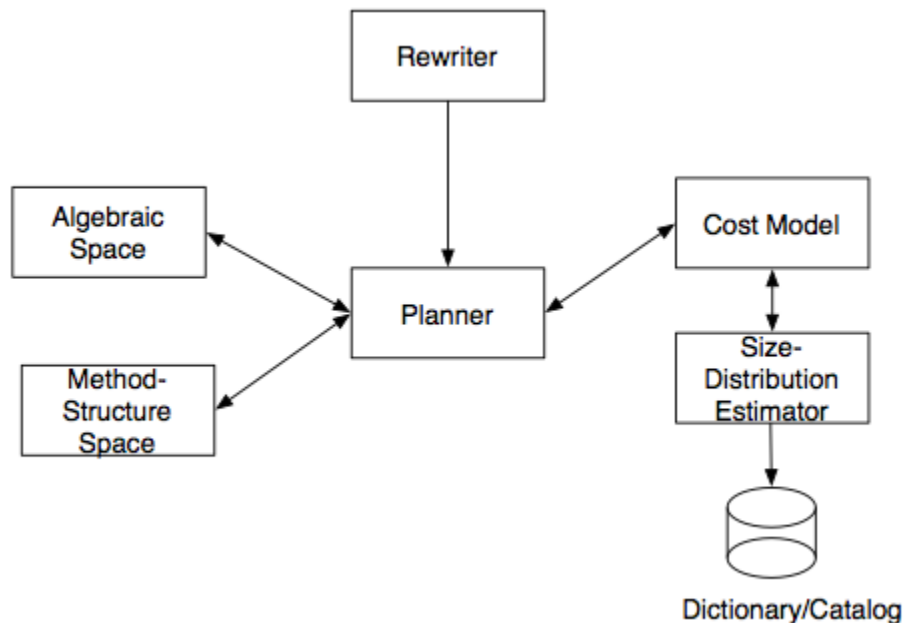 Rewriter
Algebraic
Space
Cost Model
Planner
Method-
Structure
Space
Size-
Distribution
Estimator
Dictionary/Catalog